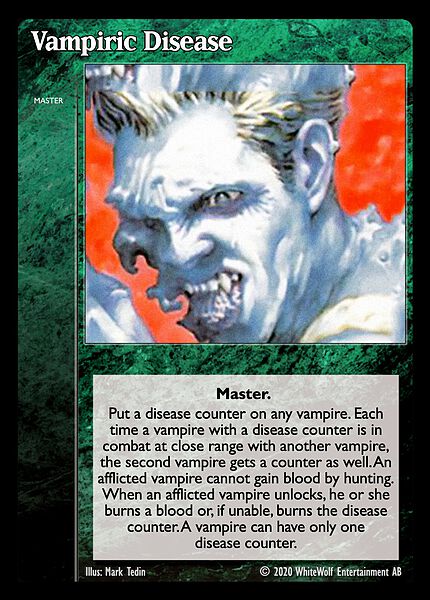 Vampiric Disease
MASTER
Master.
Put a disease counter on any vampire. Each
time a vampire with a disease counter is in
combat at close range with another vampire,
the second vampire gets a counter as well. An
afflicted vampire cannot gain blood by hunting.
When an afflicted vampire unlocks, he or she
burns a blood or, if unable, burns the disease
counter. A vampire can have only one
disease counter.
Illus: Mark Tedin © 2020 WhiteWolf Entertainment AB